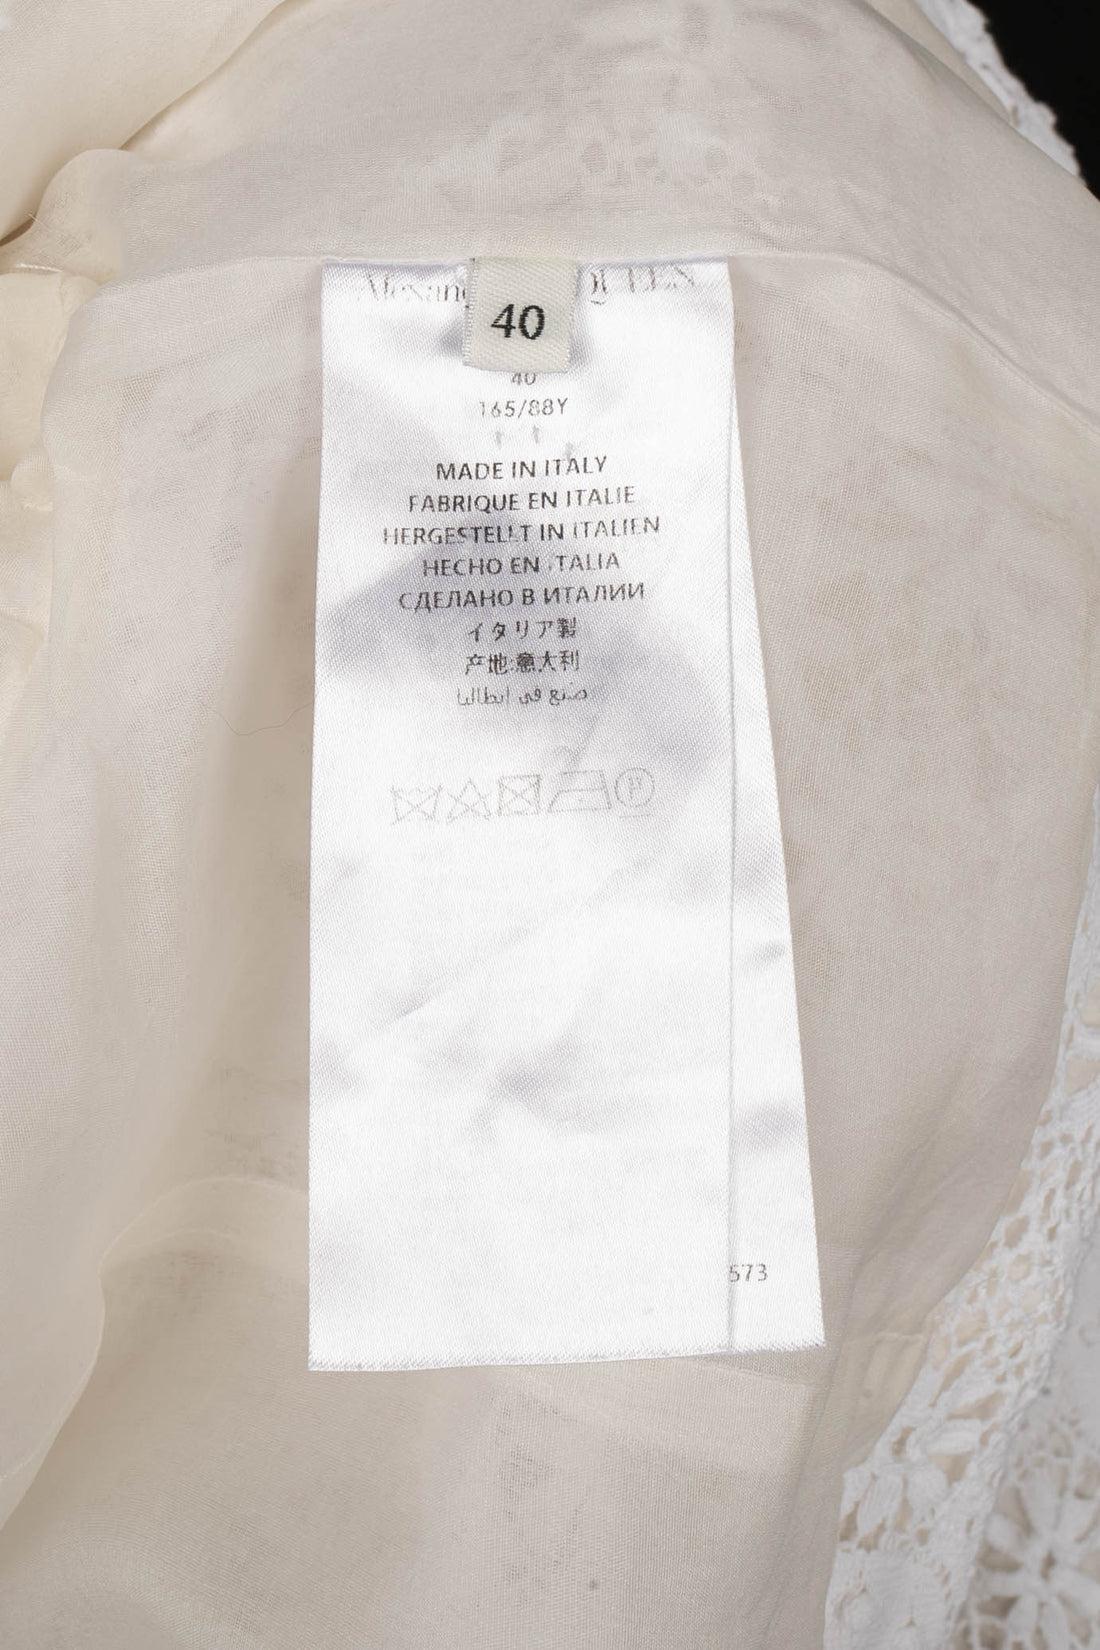 40
40
165/88Y
MADE IN ITALY
FABRIQUE EN ITALIE
HERGESTELLT IN ITALIEN
HECHO EN ITALIA
СДЕЛАНО В ИТАЛИИ
イタリア製
产地:意大利
صنع في إيطاليا
P
573